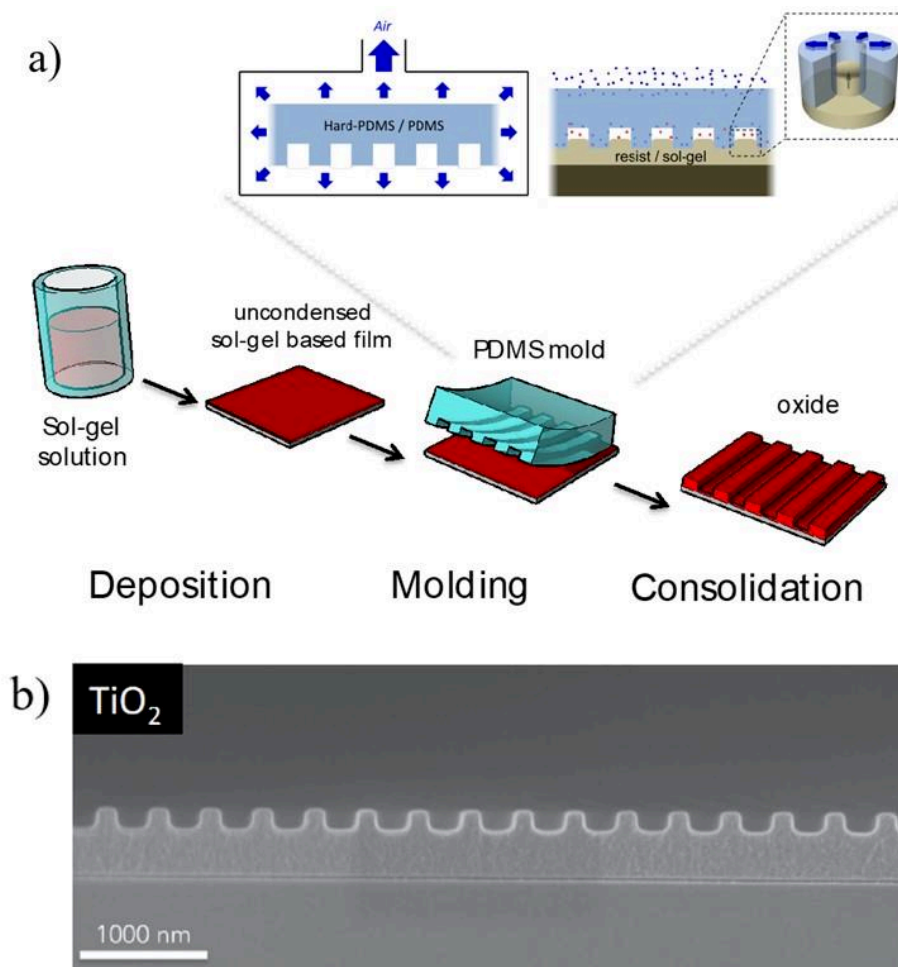 a)
Air
Hard-PDMS / PDMS
resist / sol-gel
Sol-gel
solution
uncondensed
sol-gel based film
PDMS mold
oxide
Deposition
Molding
Consolidation
b)
TiO₂
1000 nm